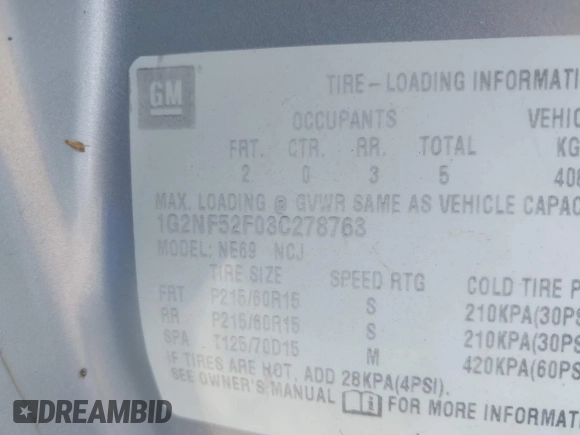 GM
TIRE-LOADING INFORMATI
OCCUPANTS VEHIC
FRT. CTR. RR. TOTAL KG
2 0 3 5 408
MAX. LOADING @ GVWR SAME AS VEHICLE CAPAC
1G2NF52F03C278763
MODEL: NE69 NCJ
TIRE SIZE SPEED RTG COLD TIRE P
FRT P215/60R15 S 210KPA(30PS
RR P215/60R15 S 210KPA(30PS
SPA T125/70D15 M 420KPA(60PS
IF TIRES ARE HOT, ADD 28KPA(4PSI).
SEE OWNER'S MANUAL FOR MORE INFORMAT
DREAMBID